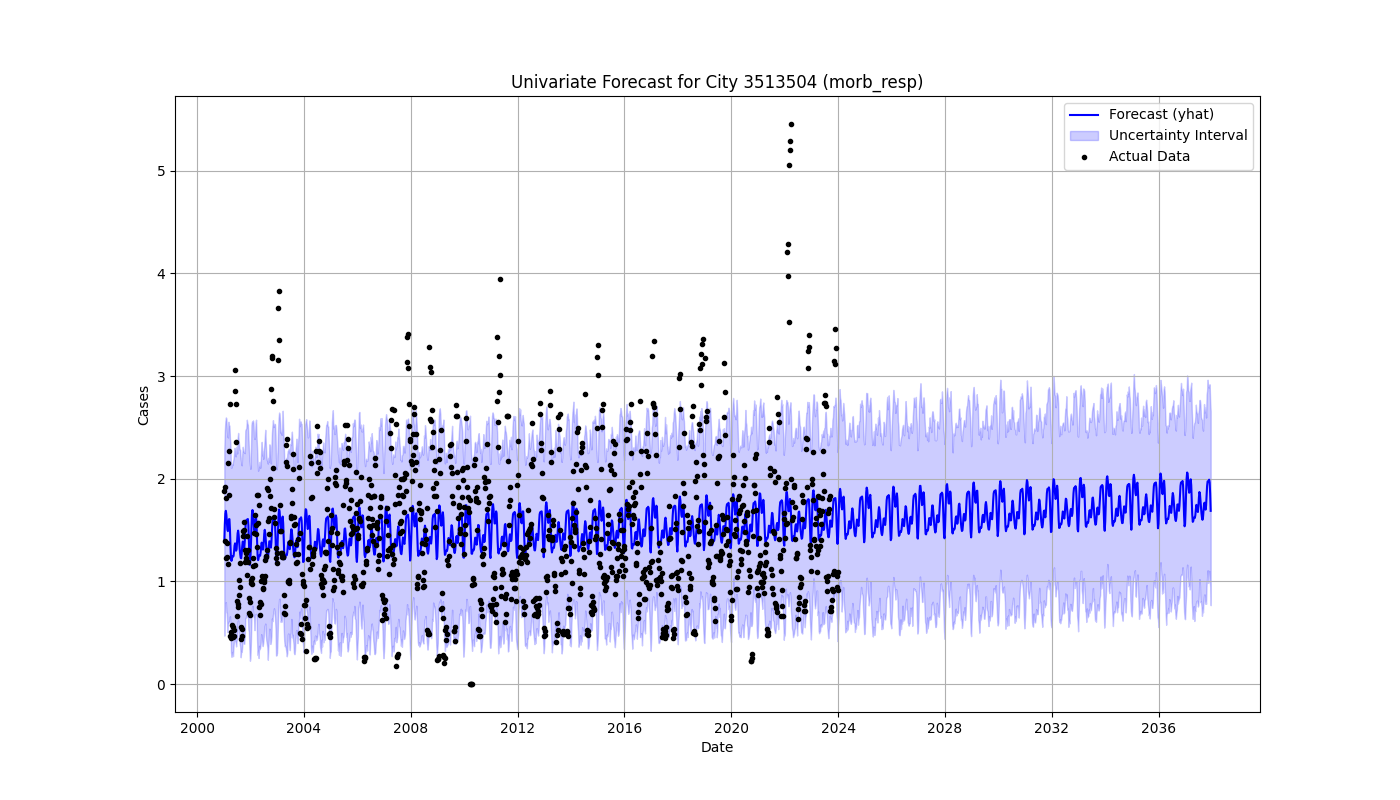 Univariate Forecast for City 3513504 (morb_resp)
Forecast (yhat)
Uncertainty Interval
Actual Data
Cases
5
4
3
2
1
0
2000 2004 2008 2012 2016 2020 2024 2028 2032 2036
Date